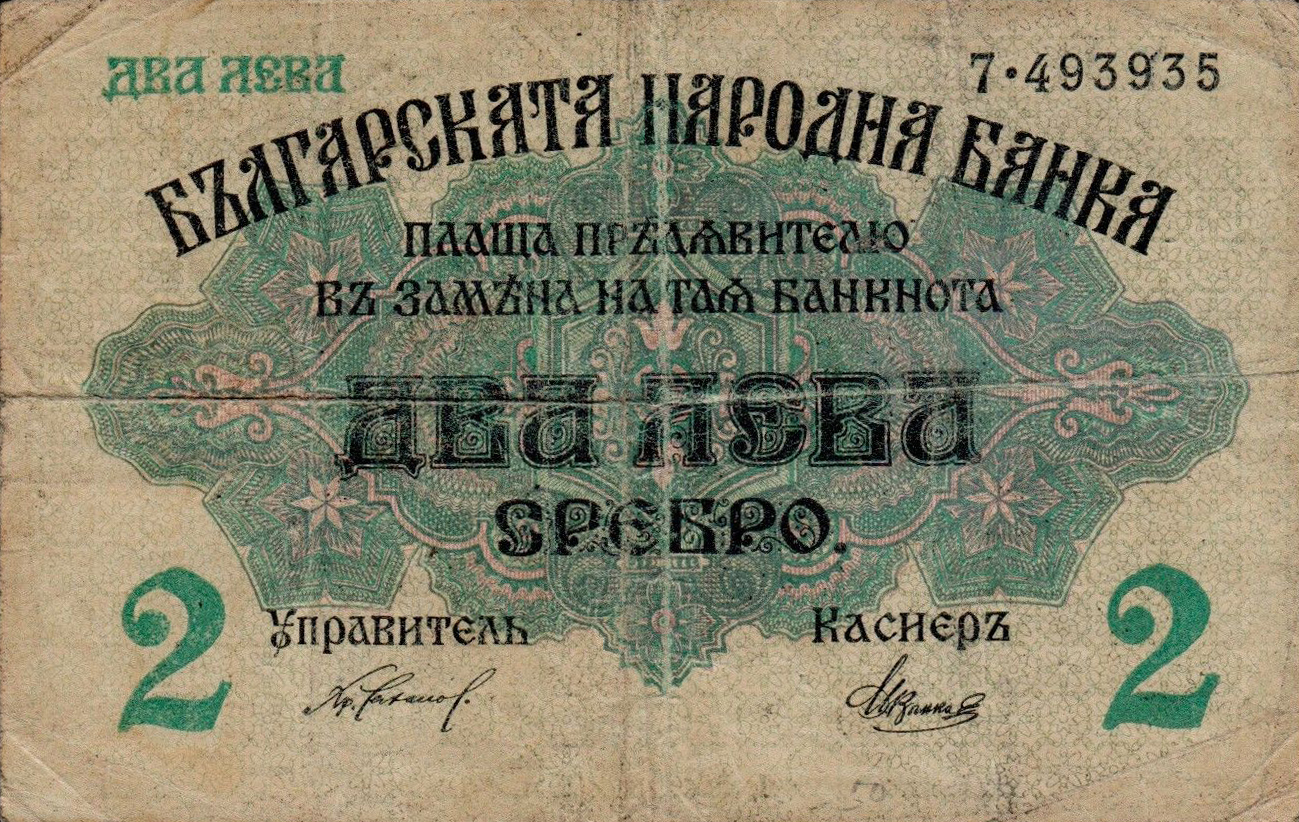 ДВА ЛЕВА
7·493935
БЪЛГАРСКАТА НАРОДНА БАНКА
ПЛАЩА ПРѢДЯВИТЕЛЮ
ВЪ ЗАМѢНА НА ТАЯ БАНКНОТА
ДВА ЛЕВА
СРЕБРО.
2
Управитель
Касиеръ
2